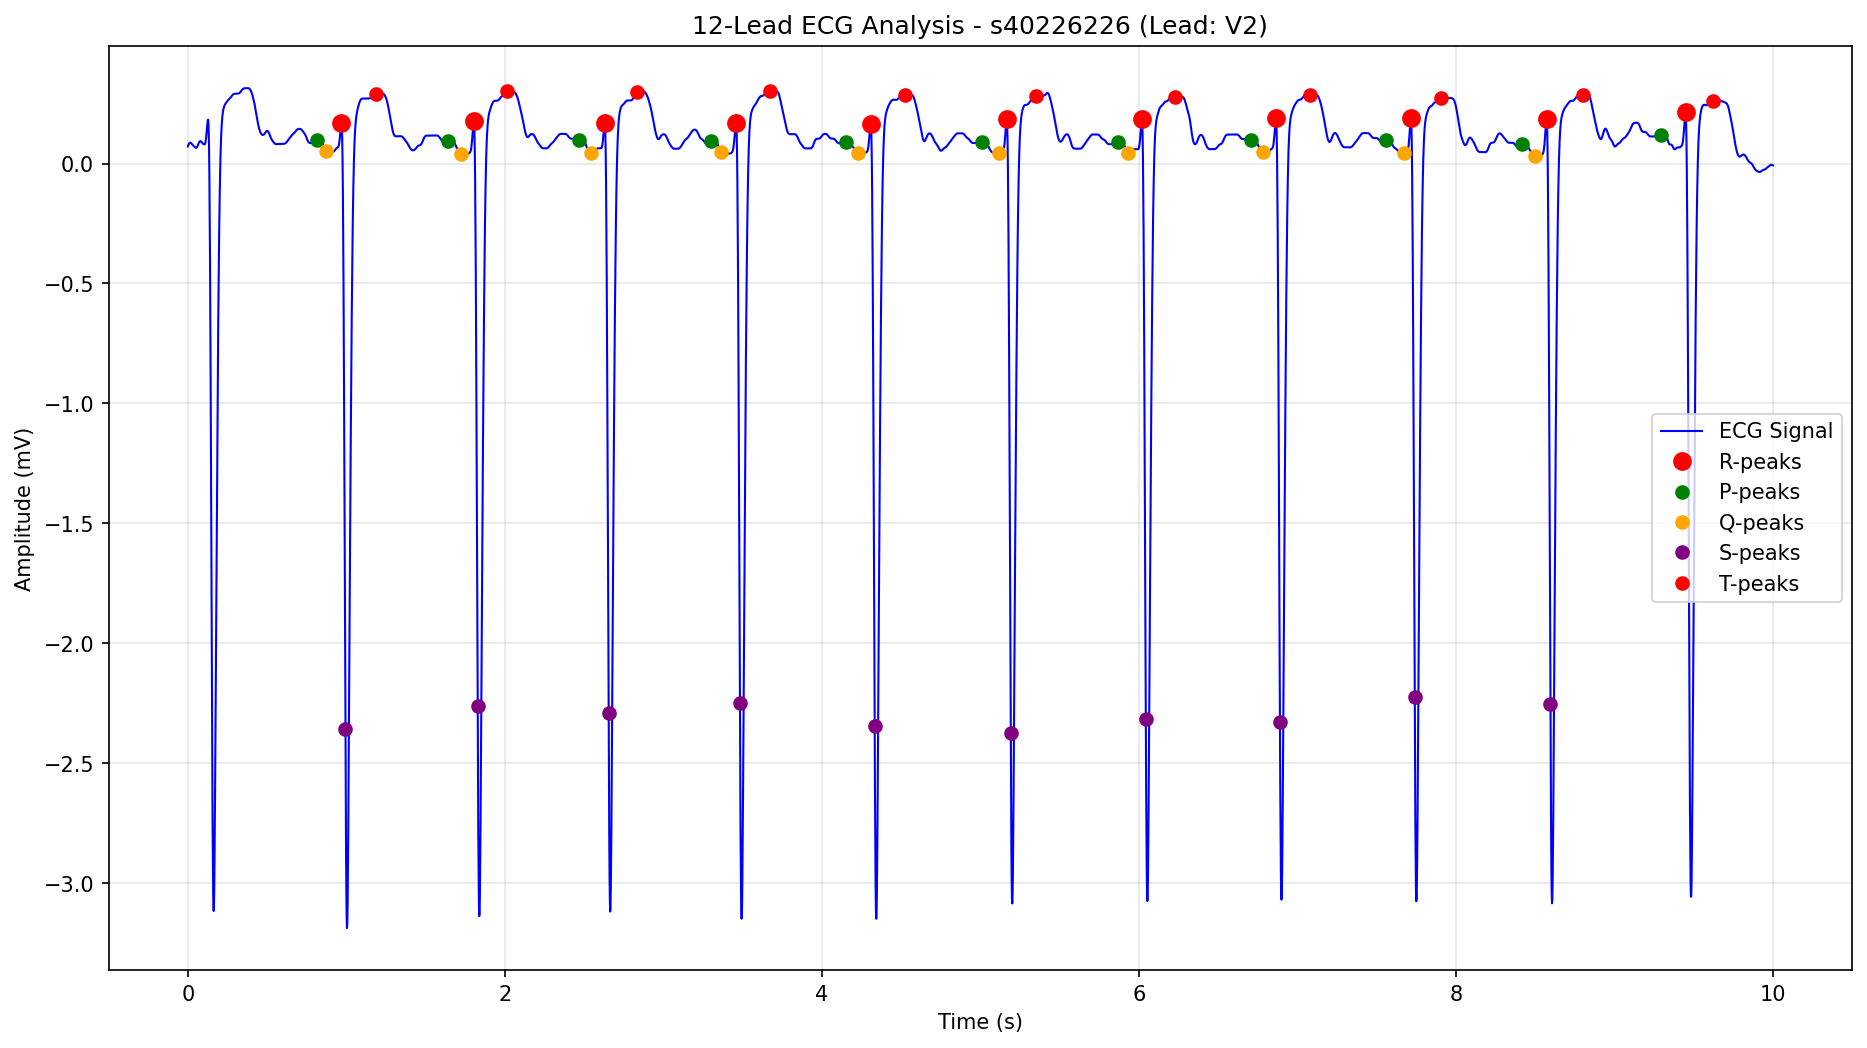 12-Lead ECG Analysis - s40226226 (Lead: V2)
Amplitude (mV)
0.0
−0.5
−1.0
−1.5
−2.0
−2.5
−3.0
ECG Signal
R-peaks
P-peaks
Q-peaks
S-peaks
T-peaks
0 2 4 6 8 10
Time (s)